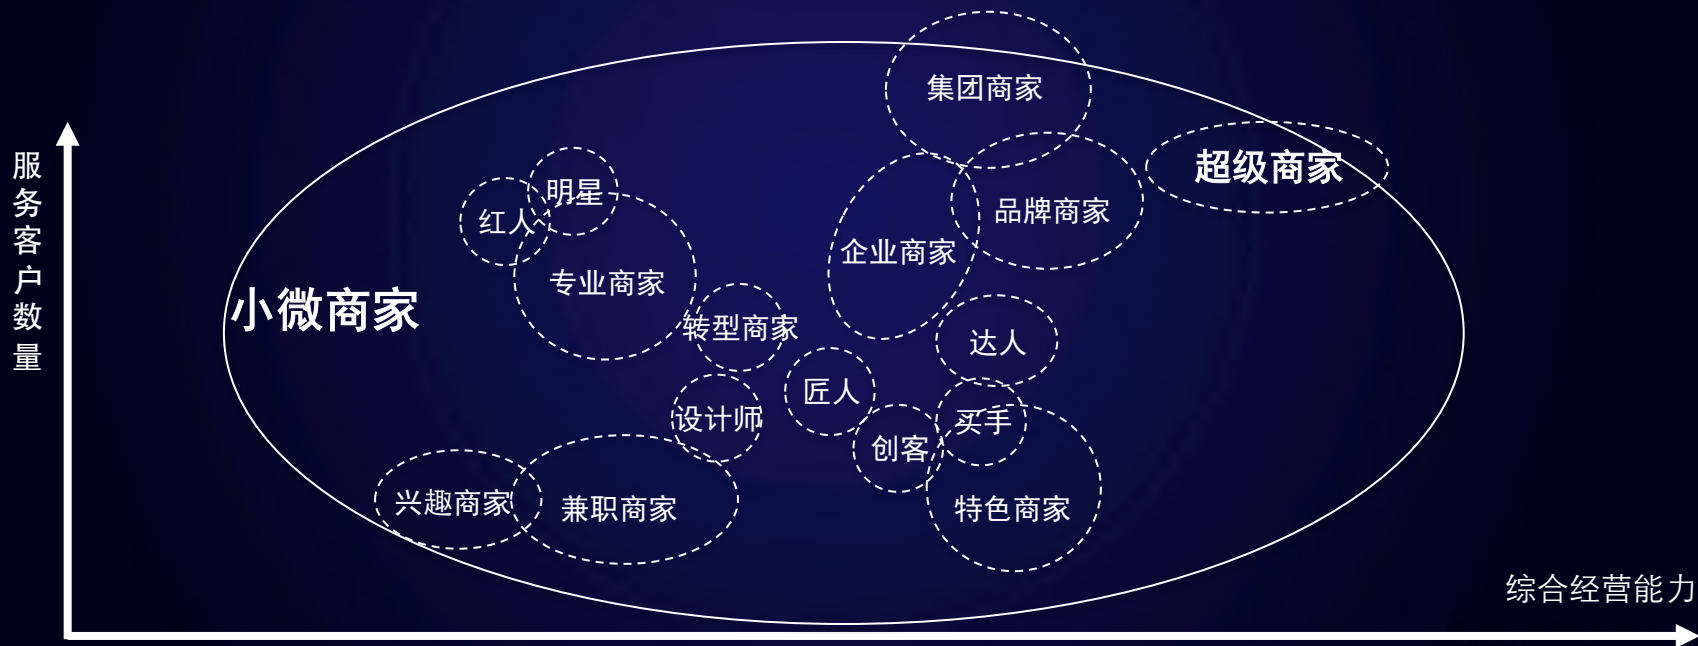 集团商家
超级商家
服务客户数量
明星
红人
品牌商家
企业商家
专业商家
小微商家
转型商家
达人
匠人
设计师
买手
创客
兴趣商家
兼职商家
特色商家
综合经营能力